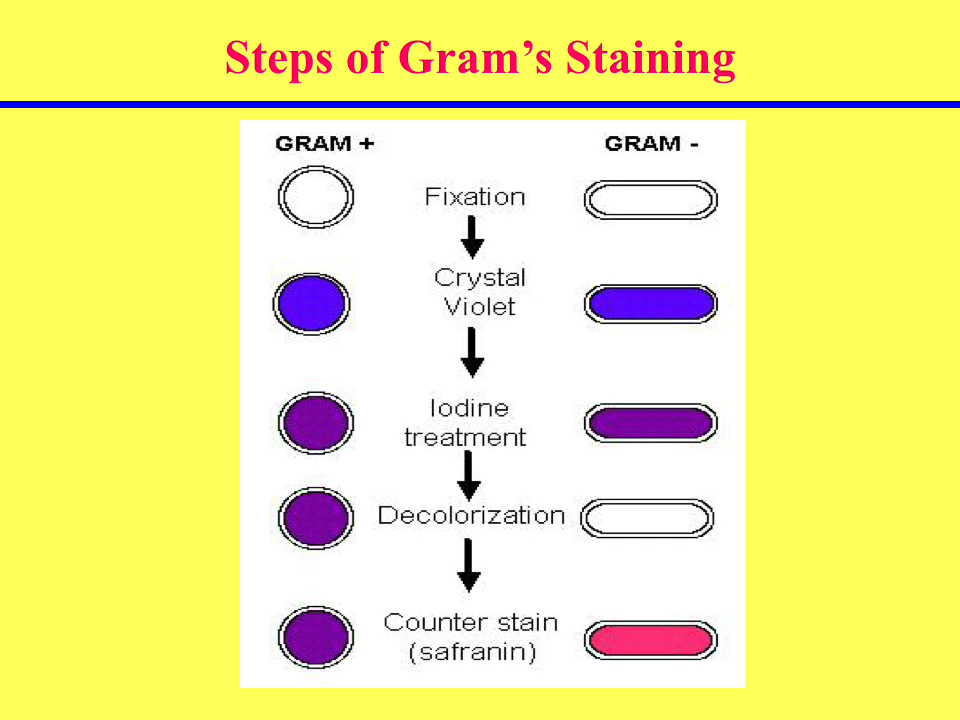 Steps of Gram’s Staining
GRAM +
GRAM -
Fixation
Crystal
Violet
Iodine
treatment
Decolorization
Counter stain
(safranin)